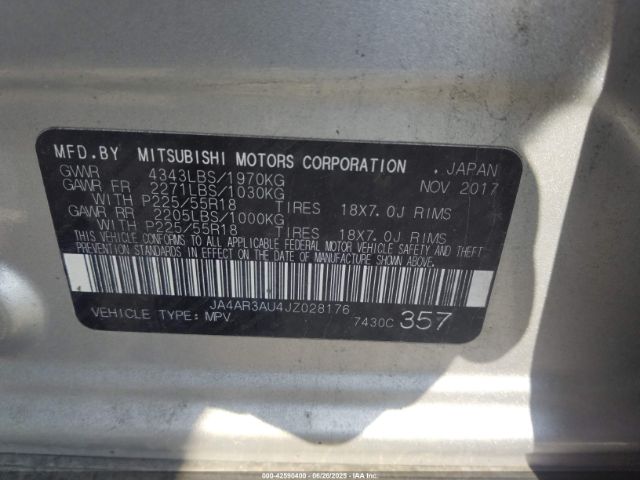 MFD.BY MITSUBISHI MOTORS CORPORATION . JAPAN
GVWR 4343LBS/1970KG NOV 2017
GAWR FR 2271LBS/1030KG
WITH P225/55R18 TIRES 18X7.0J RIMS
GAWR RR 2205LBS/1000KG
WITH P225/55R18 TIRES 18X7.0J RIMS
THIS VEHICLE CONFORMS TO ALL APPLICABLE FEDERAL MOTOR VEHICLE SAFETY AND THEFT
PREVENTION STANDARDS IN EFFECT ON THE DATE OF MANUFACTURE SHOWN ABOVE.
JA4AR3AU4JZ028176
VEHICLE TYPE: MPV 7430C 357
000-42590400 - 06/26/2025 - IAA Inc.